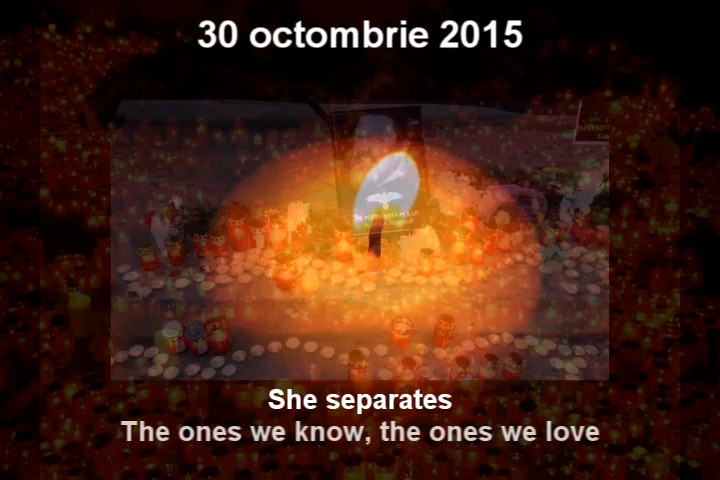 30 octombrie 2015
She separates
The ones we know, the ones we love